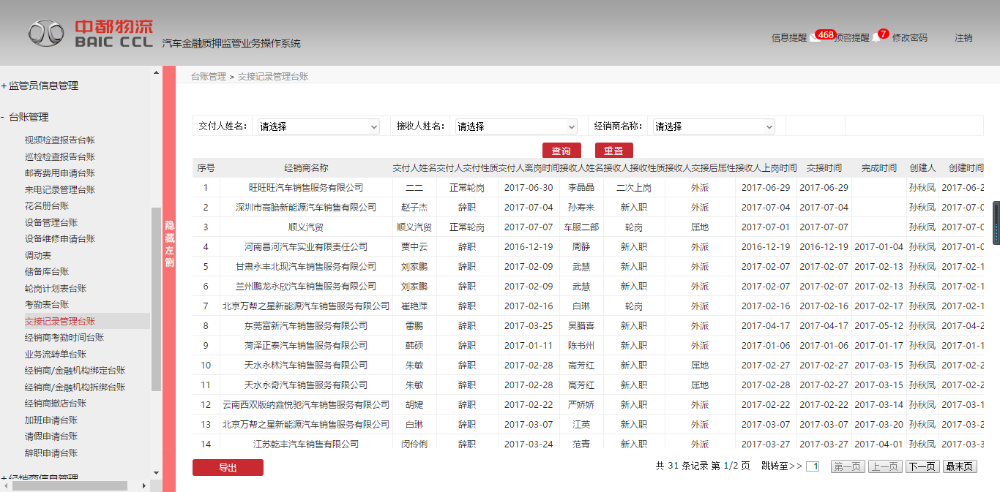 中都物流
BAIC CCL
汽车金融质押监管业务操作系统
信息提醒 468 预警提醒 7 修改密码 注销
+ 监管员信息管理
- 台账管理
视频检查报告台帐
巡检检查报告台账
邮寄费用申请台账
来电记录管理台账
花名册台账
设备管理台账
设备维修申请台账
调动表
储备库台账
轮岗计划表台账
考勤表台账
交接记录管理台账
经销商考勤时间台账
业务流转单台账
经销商/金融机构绑定台账
经销商/金融机构拆绑台账
经销商撤店台账
加班申请台账
请假申请台账
辞职申请台账
+ 经销商信息管理
隐藏左侧
台账管理 > 交接记录管理台账
交付人姓名： 请选择 接收人姓名： 请选择 经销商名称： 请选择
查询 重置
序号 经销商名称 交付人姓名 交付人交付性质 交付人离岗时间 接收人姓名 接收人接收性质 接收人交接后属性 接收人上岗时间 交接时间 完成时间 创建人 创建时间
1 旺旺旺汽车销售服务有限公司 二二 正常轮岗 2017-06-30 李晶晶 二次上岗 外派 2017-06-29 2017-06-29 孙秋凤 2017-06-2
2 深圳市高脆新能源汽车销售有限公司 赵子杰 辞职 2017-07-04 孙寿来 新入职 外派 2017-07-04 2017-07-04 孙秋凤 2017-07-0
3 顺义汽贸 顺义汽贸 正常轮岗 2017-07-07 车服二部 轮岗 属地 2017-07-01 2017-07-07 孙秋凤 2017-07-0
4 河南昌河汽车实业有限责任公司 贾中云 辞职 2016-12-19 周静 新入职 外派 2016-12-19 2016-12-19 2017-01-04 孙秋凤 2017-01-0
5 甘肃永丰北现汽车销售服务有限公司 刘家鹏 辞职 2017-02-09 武慧 新入职 外派 2017-02-07 2017-02-07 2017-02-13 孙秋凤 2017-02-1
6 兰州鹏龙永欣汽车销售服务有限公司 刘家鹏 辞职 2017-02-09 武慧 新入职 外派 2017-02-07 2017-02-07 2017-02-13 孙秋凤 2017-02-1
7 北京万帮之星新能源汽车销售服务有限公司 崔艳萍 辞职 2017-02-16 白琳 轮岗 外派 2017-02-16 2017-02-16 2017-02-17 孙秋凤 2017-02-1
8 东莞富新汽车销售服务有限公司 雷鹏 辞职 2017-03-25 吴腊喜 新入职 外派 2017-04-17 2017-04-17 2017-05-12 孙秋凤 2017-04-2
9 菏泽正泰汽车销售服务有限公司 韩硕 辞职 2017-01-11 陈书州 新入职 外派 2017-01-06 2017-01-06 2017-01-17 孙秋凤 2017-01-1
10 天水永林汽车销售服务有限公司 朱敏 辞职 2017-02-28 高芳红 新入职 属地 2017-02-27 2017-02-27 2017-03-15 孙秋凤 2017-02-2
11 天水永奇汽车销售服务有限公司 朱敏 辞职 2017-02-28 高芳红 新入职 属地 2017-02-28 2017-02-27 2017-03-15 孙秋凤 2017-02-2
12 云南西双版纳鑫悦驰汽车销售服务有限公司 胡婕 辞职 2017-02-22 严娇娇 新入职 外派 2017-02-22 2017-02-22 2017-03-14 孙秋凤 2017-03-1
13 北京万帮之星新能源汽车销售服务有限公司 白琳 辞职 2017-03-07 江英 新入职 外派 2017-03-07 2017-03-07 2017-03-20 孙秋凤 2017-03-2
14 江苏乾丰汽车销售有限公司 闵伶俐 辞职 2017-03-24 范青 新入职 外派 2017-03-27 2017-03-27 2017-04-01 孙秋凤 2017-03-3
导出 共 31 条记录 第 1/2 页 跳转至>> 1 第一页 上一页 下一页 最末页